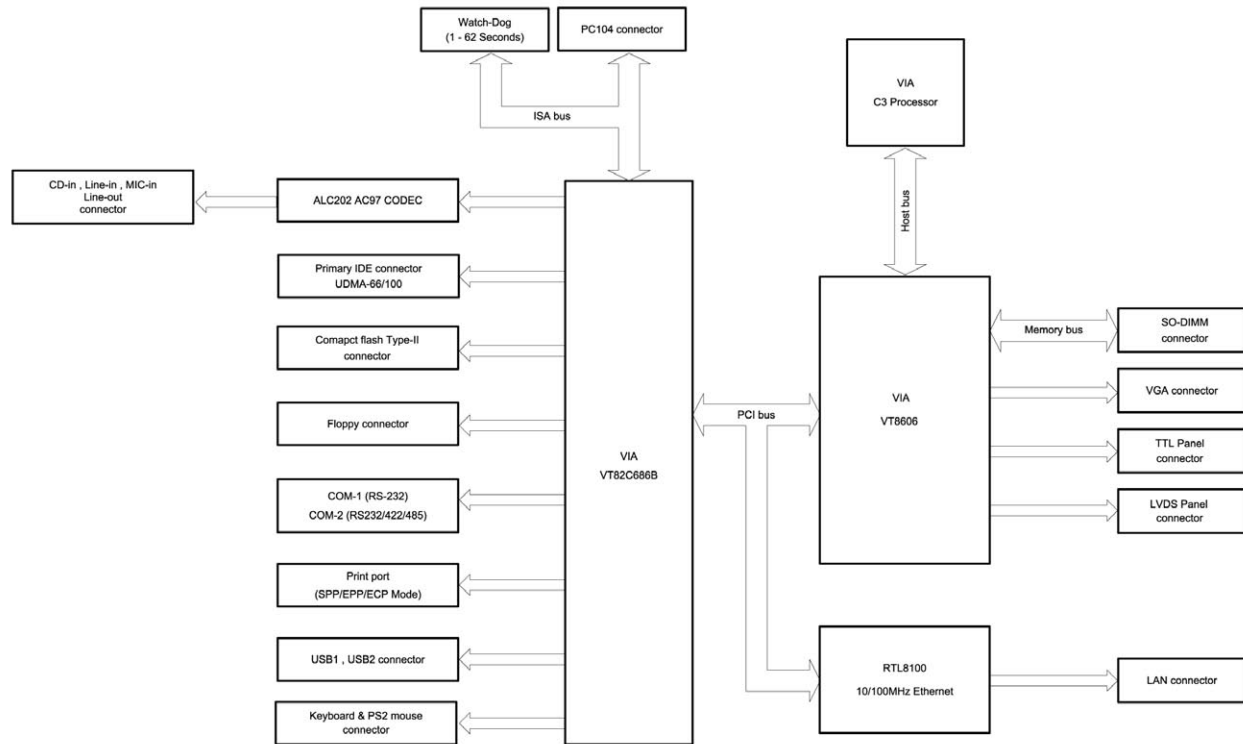 Watch-Dog
(1 - 62 Seconds)
PC104 connector
ISA bus
VIA
C3 Processor
Host bus
CD-in , Line-in , MIC-in
Line-out
connector
ALC202 AC97 CODEC
Primary IDE connector
UDMA-66/100
Comapct flash Type-II
connector
Floppy connector
COM-1 (RS-232)
COM-2 (RS232/422/485)
Print port
(SPP/EPP/ECP Mode)
USB1 , USB2 connector
Keyboard & PS2 mouse
connector
VIA
VT82C686B
PCI bus
VIA
VT8606
Memory bus
SO-DIMM
connector
VGA connector
TTL Panel
connector
LVDS Panel
connector
RTL8100
10/100MHz Ethernet
LAN connector